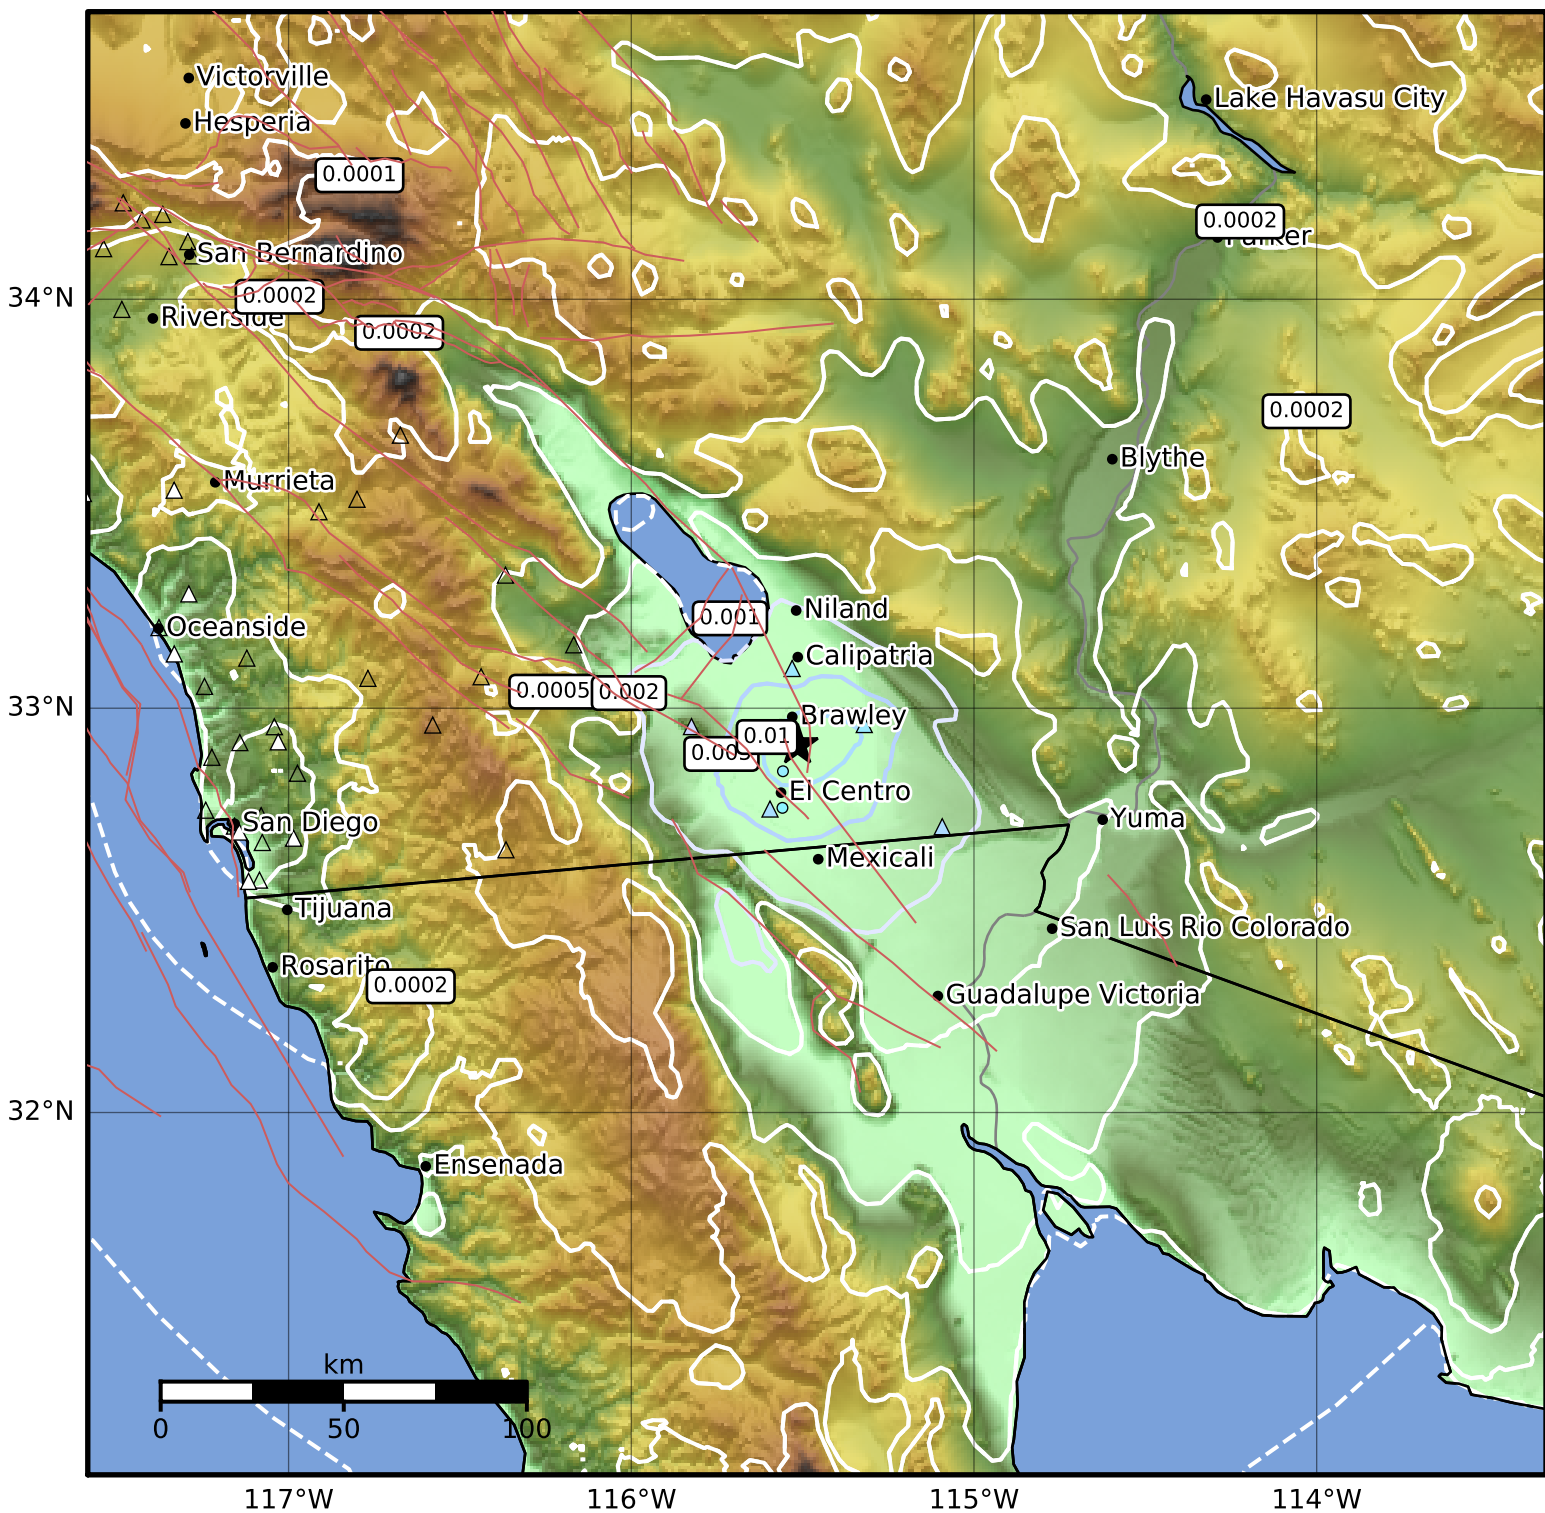 Victorville
Lake Havasu City
Hesperia
0.0001
0.0002
San Bernardino
34°N
0.0002
Riverside
0.0002
0.0002
Blythe
Murrieta
Niland
0.001
Oceanside
Calipatria
0.0005
0.002
33°N
Brawley
0.01
El Centro
Yuma
San Diego
Mexicali
Tijuana
San Luis Rio Colorado
Rosarito
0.0002
Guadalupe Victoria
32°N
Ensenada
km
0
50
100
117°W
116°W
115°W
114°W